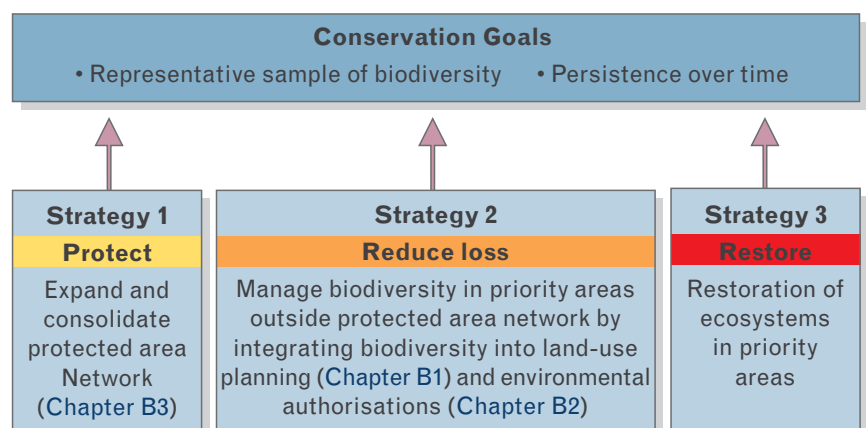 Conservation Goals
• Representative sample of biodiversity • Persistence over time
Strategy 1
Protect
Expand and
consolidate
protected area
Network
(Chapter B3)
Strategy 2
Reduce loss
Manage biodiversity in priority areas
outside protected area network by
integrating biodiversity into land-use
planning (Chapter B1) and environmental
authorisations (Chapter B2)
Strategy 3
Restore
Restoration of
ecosystems
in priority
areas